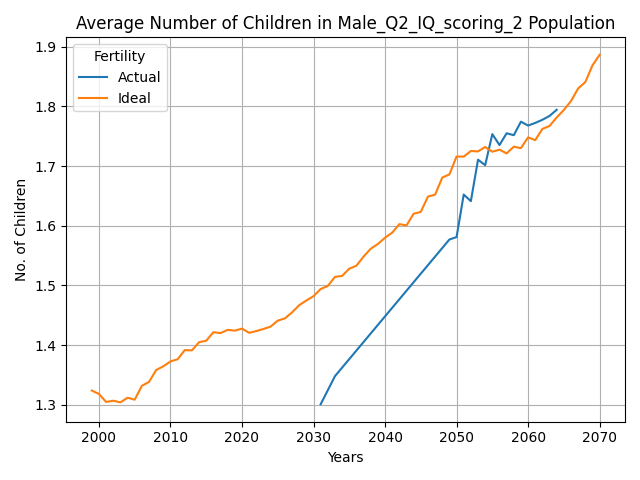 Average Number of Children in Male_Q2_IQ_scoring_2 Population
Fertility
Actual
Ideal
No. of Children
1.9
1.8
1.7
1.6
1.5
1.4
1.3
2000 2010 2020 2030 2040 2050 2060 2070
Years